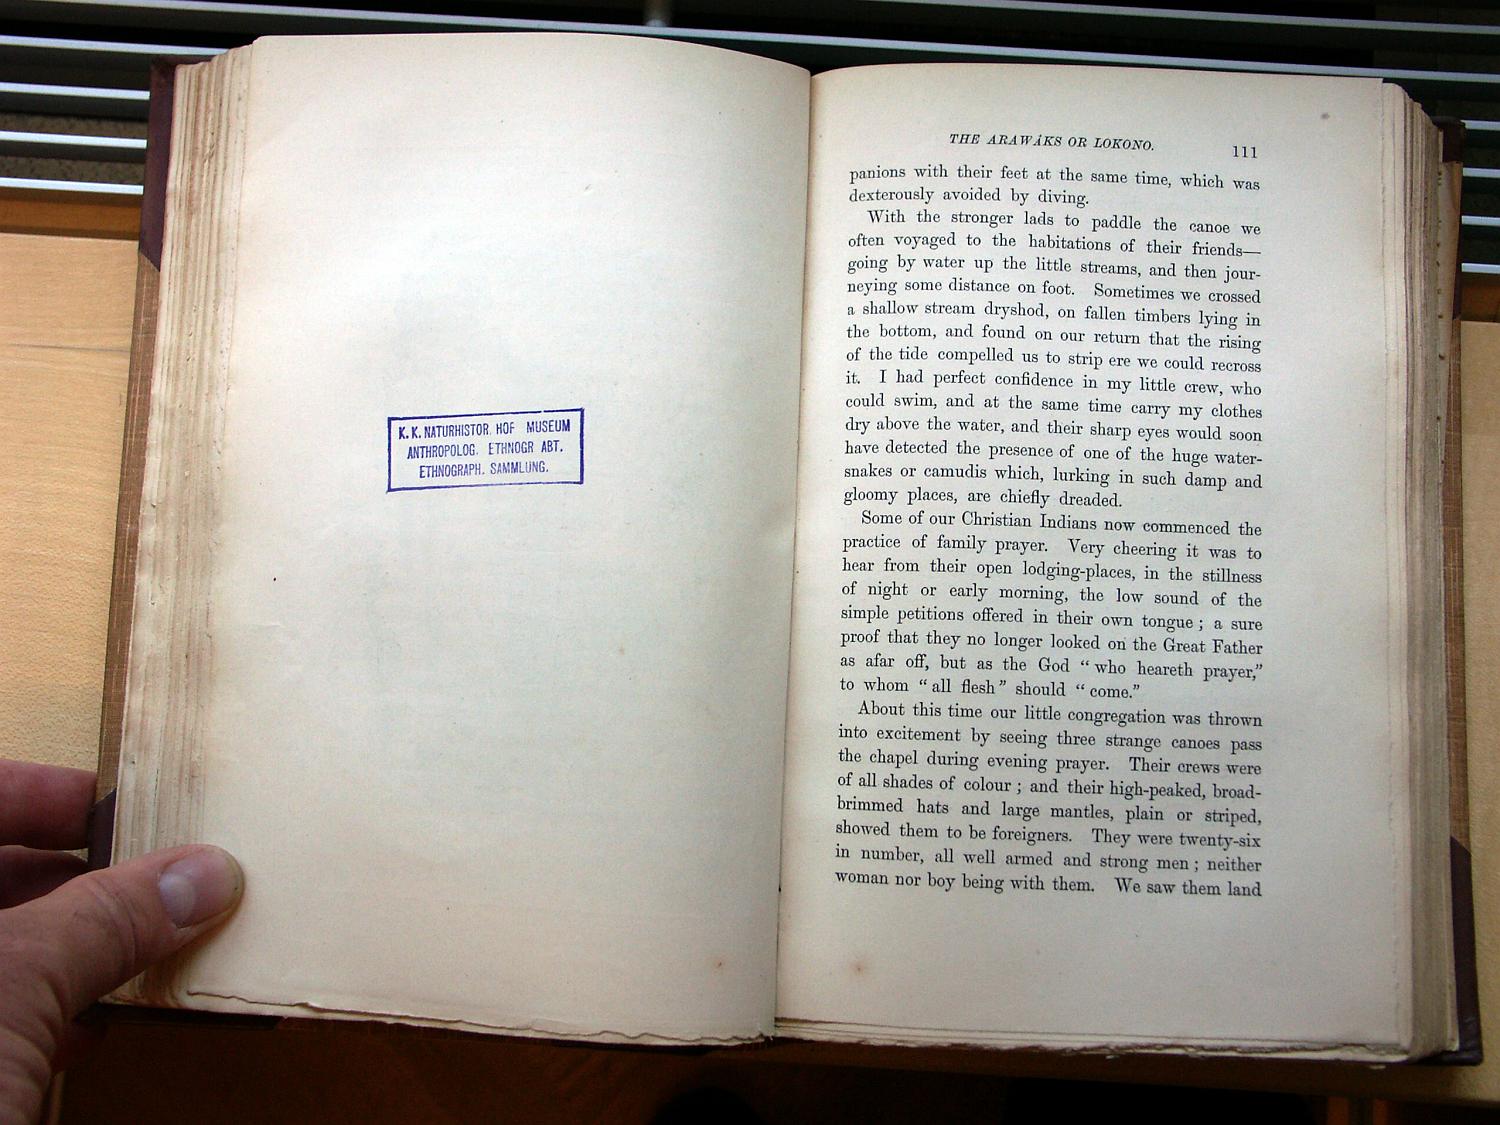 K. K. NATURHISTOR. HOF MUSEUM
ANTHROPOLOG. ETHNOGR ABT.
ETHNOGRAPH. SAMMLUNG.
THE ARAWÂKS OR LOKONO.
111
panions with their feet at the same time, which was
dexterously avoided by diving.
With the stronger lads to paddle the canoe we
often voyaged to the habitations of their friends—
going by water up the little streams, and then jour-
neying some distance on foot. Sometimes we crossed
a shallow stream dryshod, on fallen timbers lying in
the bottom, and found on our return that the rising
of the tide compelled us to strip ere we could recross
it. I had perfect confidence in my little crew, who
could swim, and at the same time carry my clothes
dry above the water, and their sharp eyes would soon
have detected the presence of one of the huge water-
snakes or camudis which, lurking in such damp and
gloomy places, are chiefly dreaded.
Some of our Christian Indians now commenced the
practice of family prayer. Very cheering it was to
hear from their open lodging-places, in the stillness
of night or early morning, the low sound of the
simple petitions offered in their own tongue ; a sure
proof that they no longer looked on the Great Father
as afar off, but as the God “ who heareth prayer,”
to whom “ all flesh ” should “ come.”
About this time our little congregation was thrown
into excitement by seeing three strange canoes pass
the chapel during evening prayer. Their crews were
of all shades of colour ; and their high-peaked, broad-
brimmed hats and large mantles, plain or striped,
showed them to be foreigners. They were twenty-six
in number, all well armed and strong men ; neither
woman nor boy being with them. We saw them land